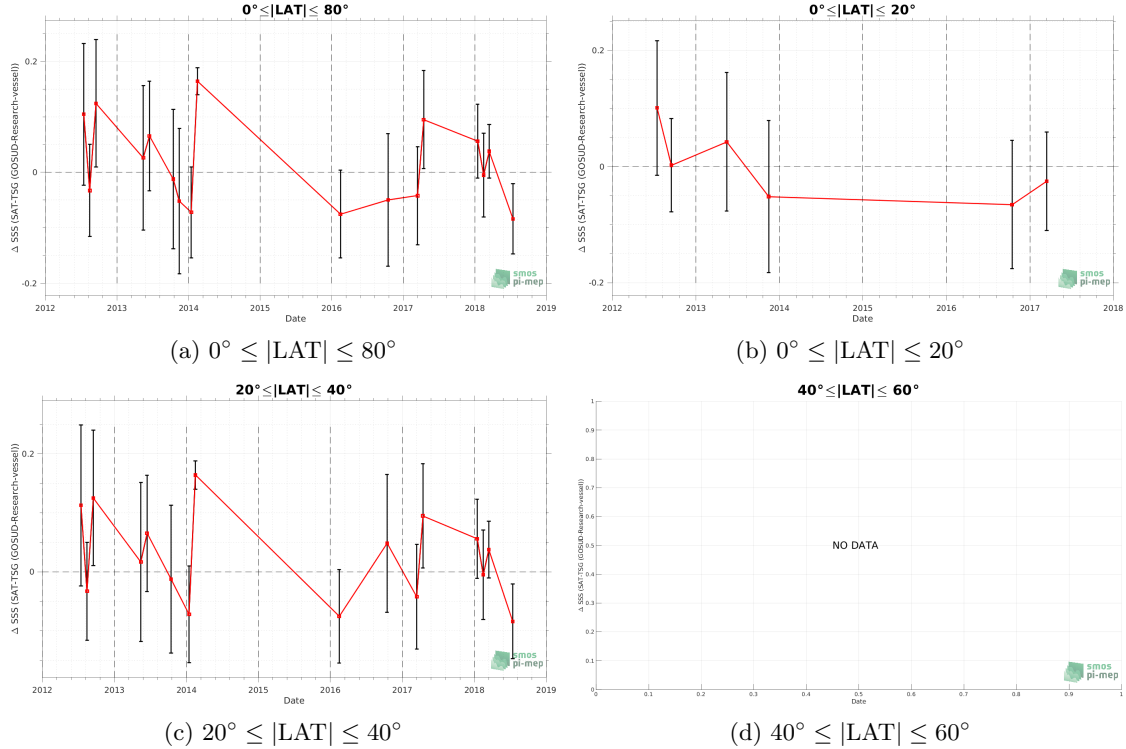 0°≤|LAT|≤ 80°
Δ SSS (SAT-TSG (GOSUD-Research-vessel))
0.2
0
-0.2
2012 2013 2014 2015 2016 2017 2018 2019
Date
smos
pi-mep
(a) 0° ≤ |LAT| ≤ 80°
0°≤|LAT|≤ 20°
Δ SSS (SAT-TSG (GOSUD-Research-vessel))
0.2
0
-0.2
2012 2013 2014 2015 2016 2017 2018
Date
smos
pi-mep
(b) 0° ≤ |LAT| ≤ 20°
20°≤|LAT|≤ 40°
Δ SSS (SAT-TSG (GOSUD-Research-vessel))
0.2
0
2012 2013 2014 2015 2016 2017 2018 2019
Date
smos
pi-mep
(c) 20° ≤ |LAT| ≤ 40°
40°≤|LAT|≤ 60°
Δ SSS (SAT-TSG (GOSUD-Research-vessel))
1
0.9
0.8
0.7
0.6
0.5
0.4
0.3
0.2
0.1
0
NO DATA
0 0.1 0.2 0.3 0.4 0.5 0.6 0.7 0.8 0.9 1
Date
smos
pi-mep
(d) 40° ≤ |LAT| ≤ 60°